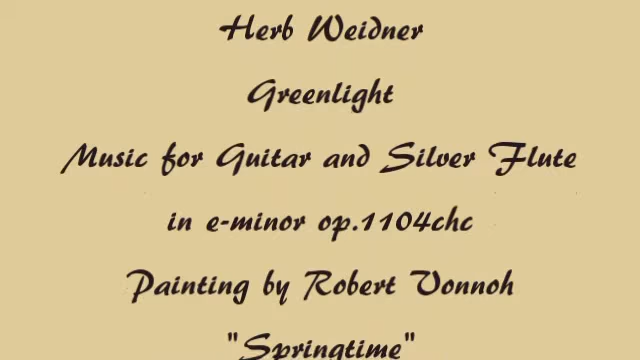 Herb Weidner
Greenlight
Music for Guitar and Silver Flute
in e-minor op.1104chc
Painting by Robert Vonnoh
"Springtime"